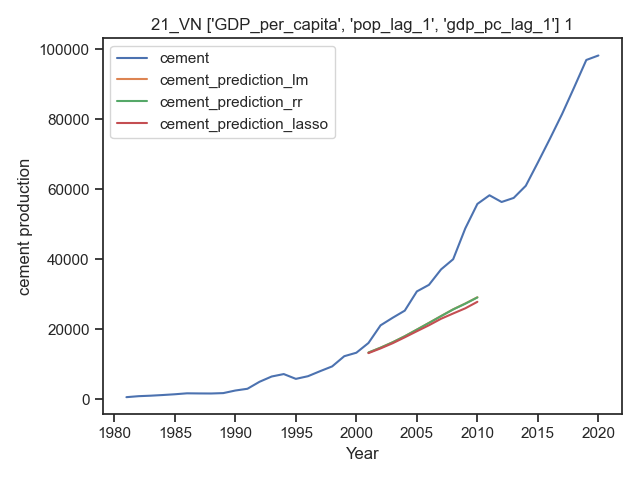 21_VN ['GDP_per_capita', 'pop_lag_1', 'gdp_pc_lag_1'] 1
cement
cement_prediction_lm
cement_prediction_rr
cement_prediction_lasso
100000
80000
60000
40000
20000
0
cement production
1980 1985 1990 1995 2000 2005 2010 2015 2020
Year